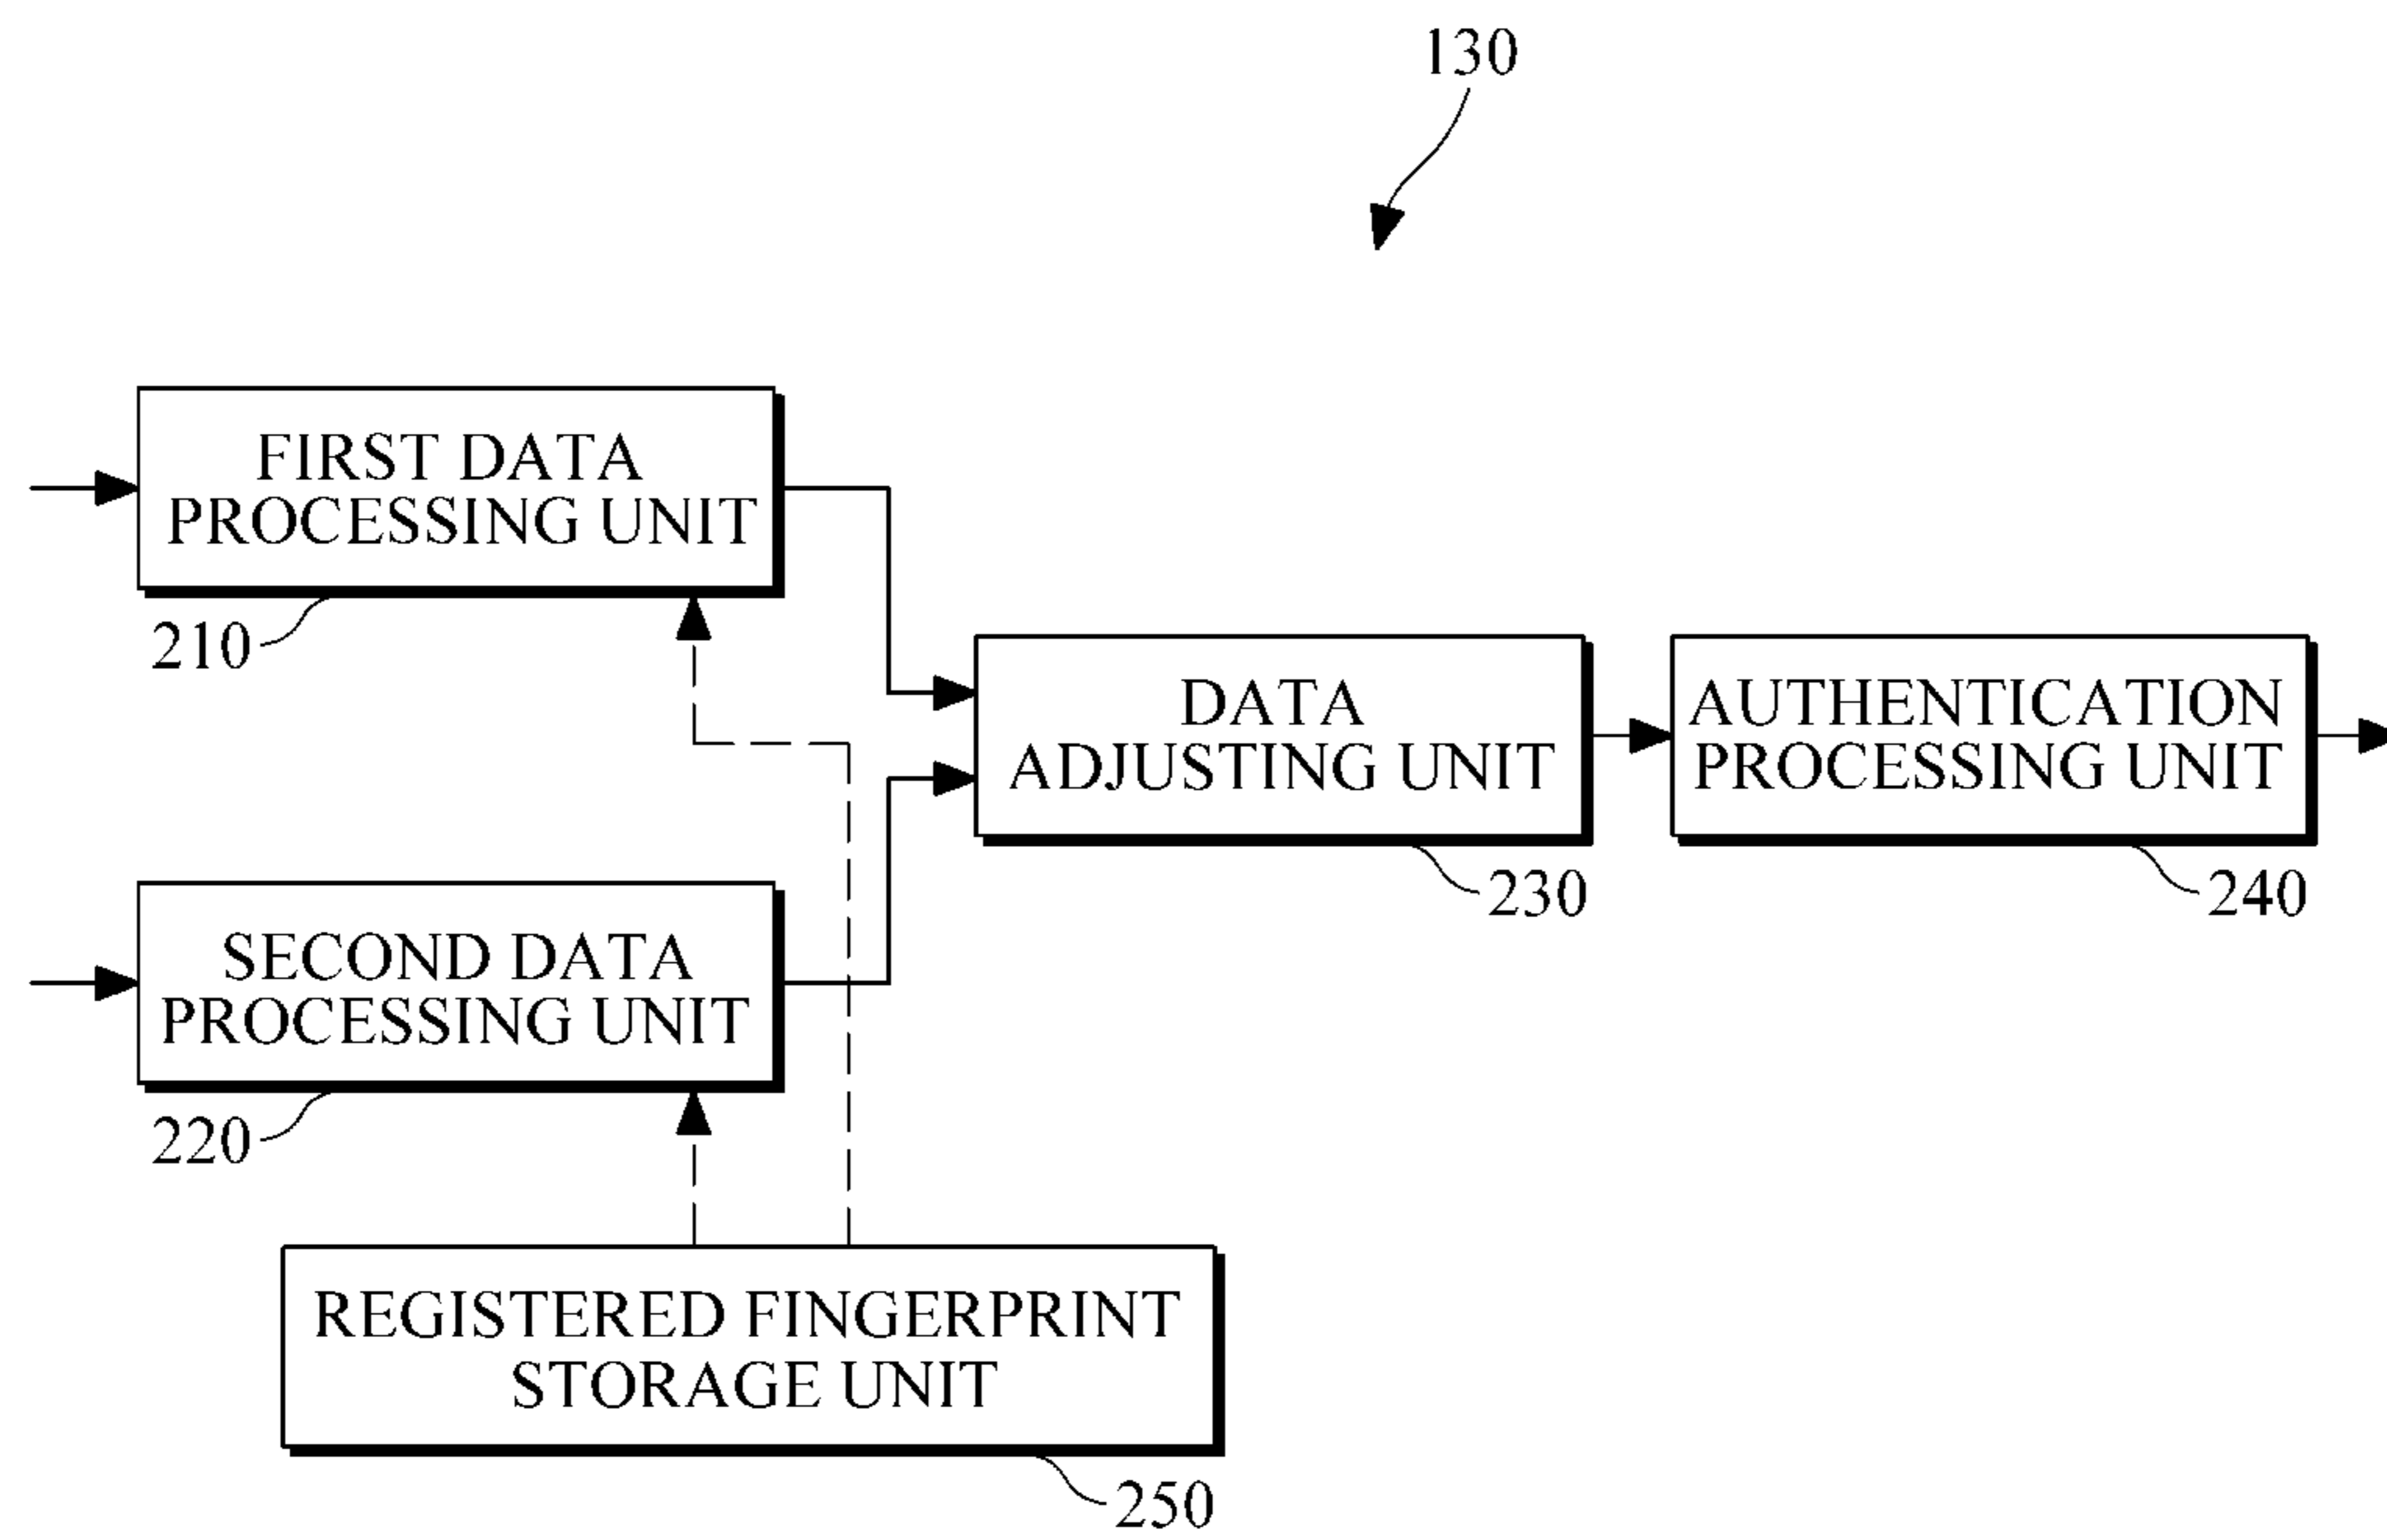 130
FIRST DATA
PROCESSING UNIT
210
DATA
ADJUSTING UNIT
230
AUTHENTICATION
PROCESSING UNIT
240
SECOND DATA
PROCESSING UNIT
220
REGISTERED FINGERPRINT
STORAGE UNIT
250